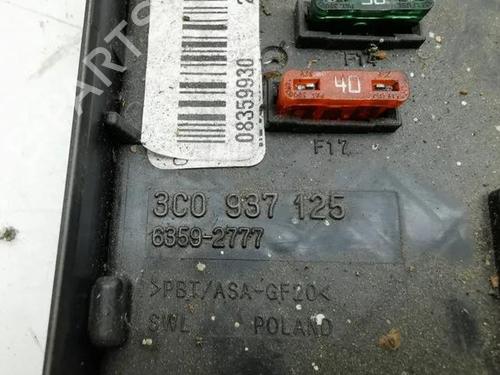 F14
40
F17
08359930
3C0 937 125
6359-2777
>PBT/ASA-GF20<
SWL POLAND